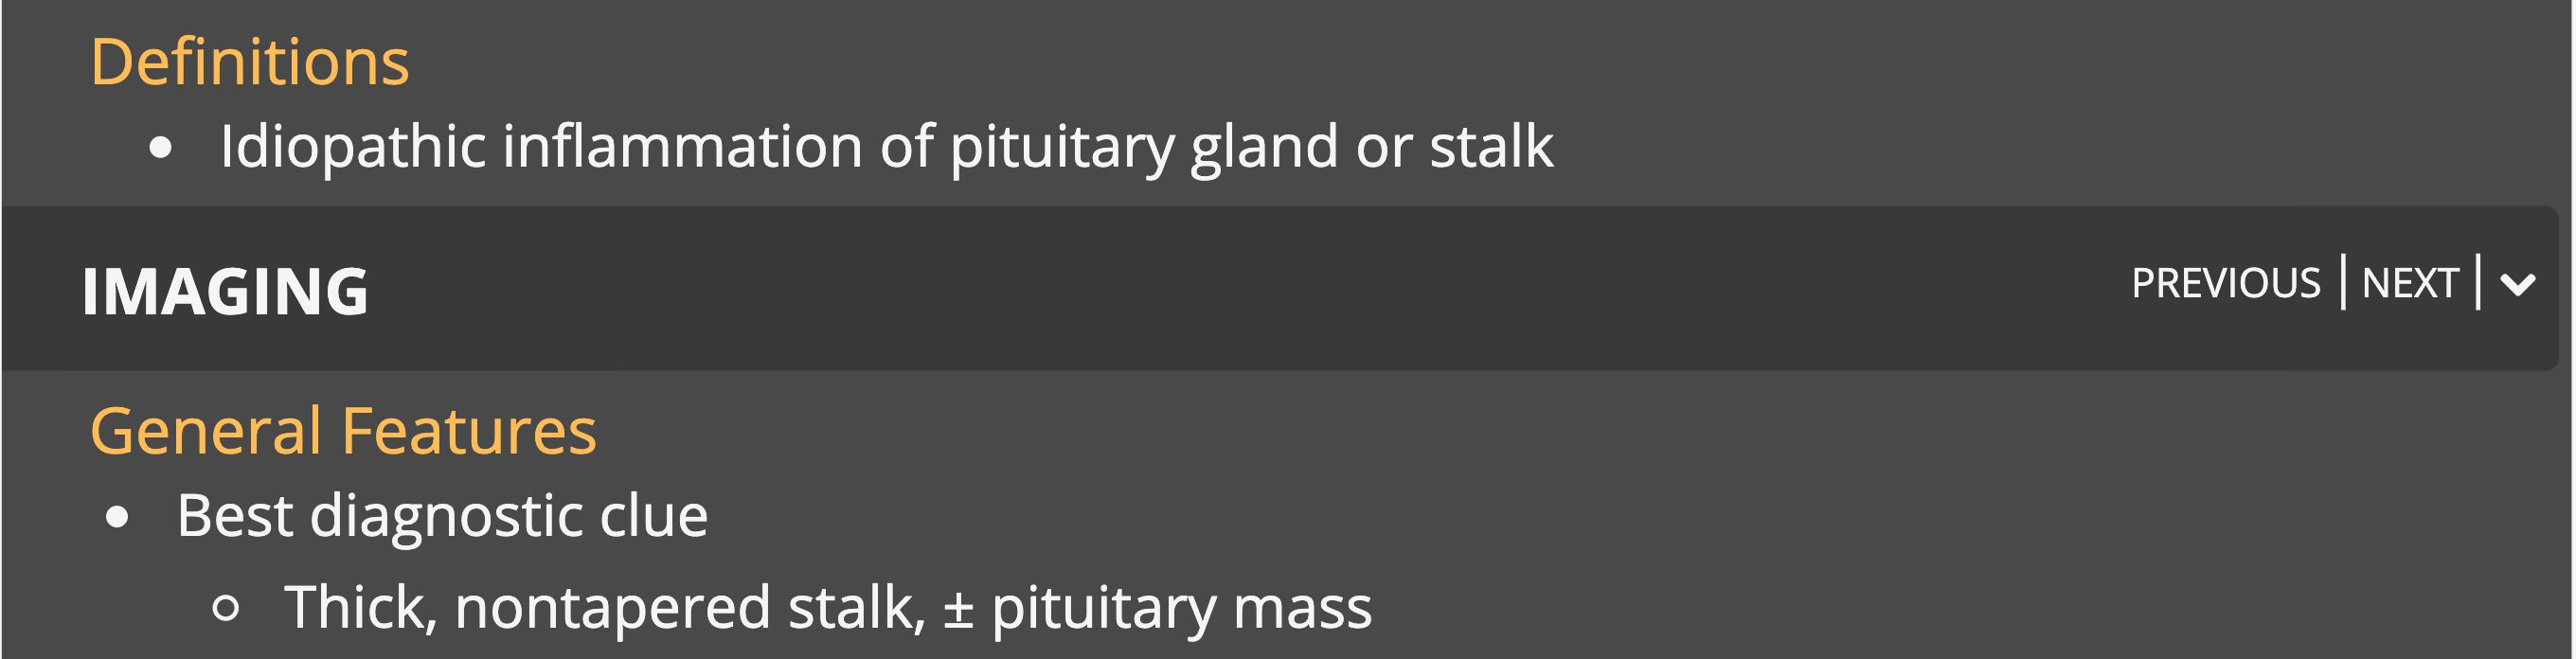 Definitions
• Idiopathic inflammation of pituitary gland or stalk
IMAGING
PREVIOUS | NEXT |
General Features
• Best diagnostic clue
○ Thick, nontapered stalk, ± pituitary mass